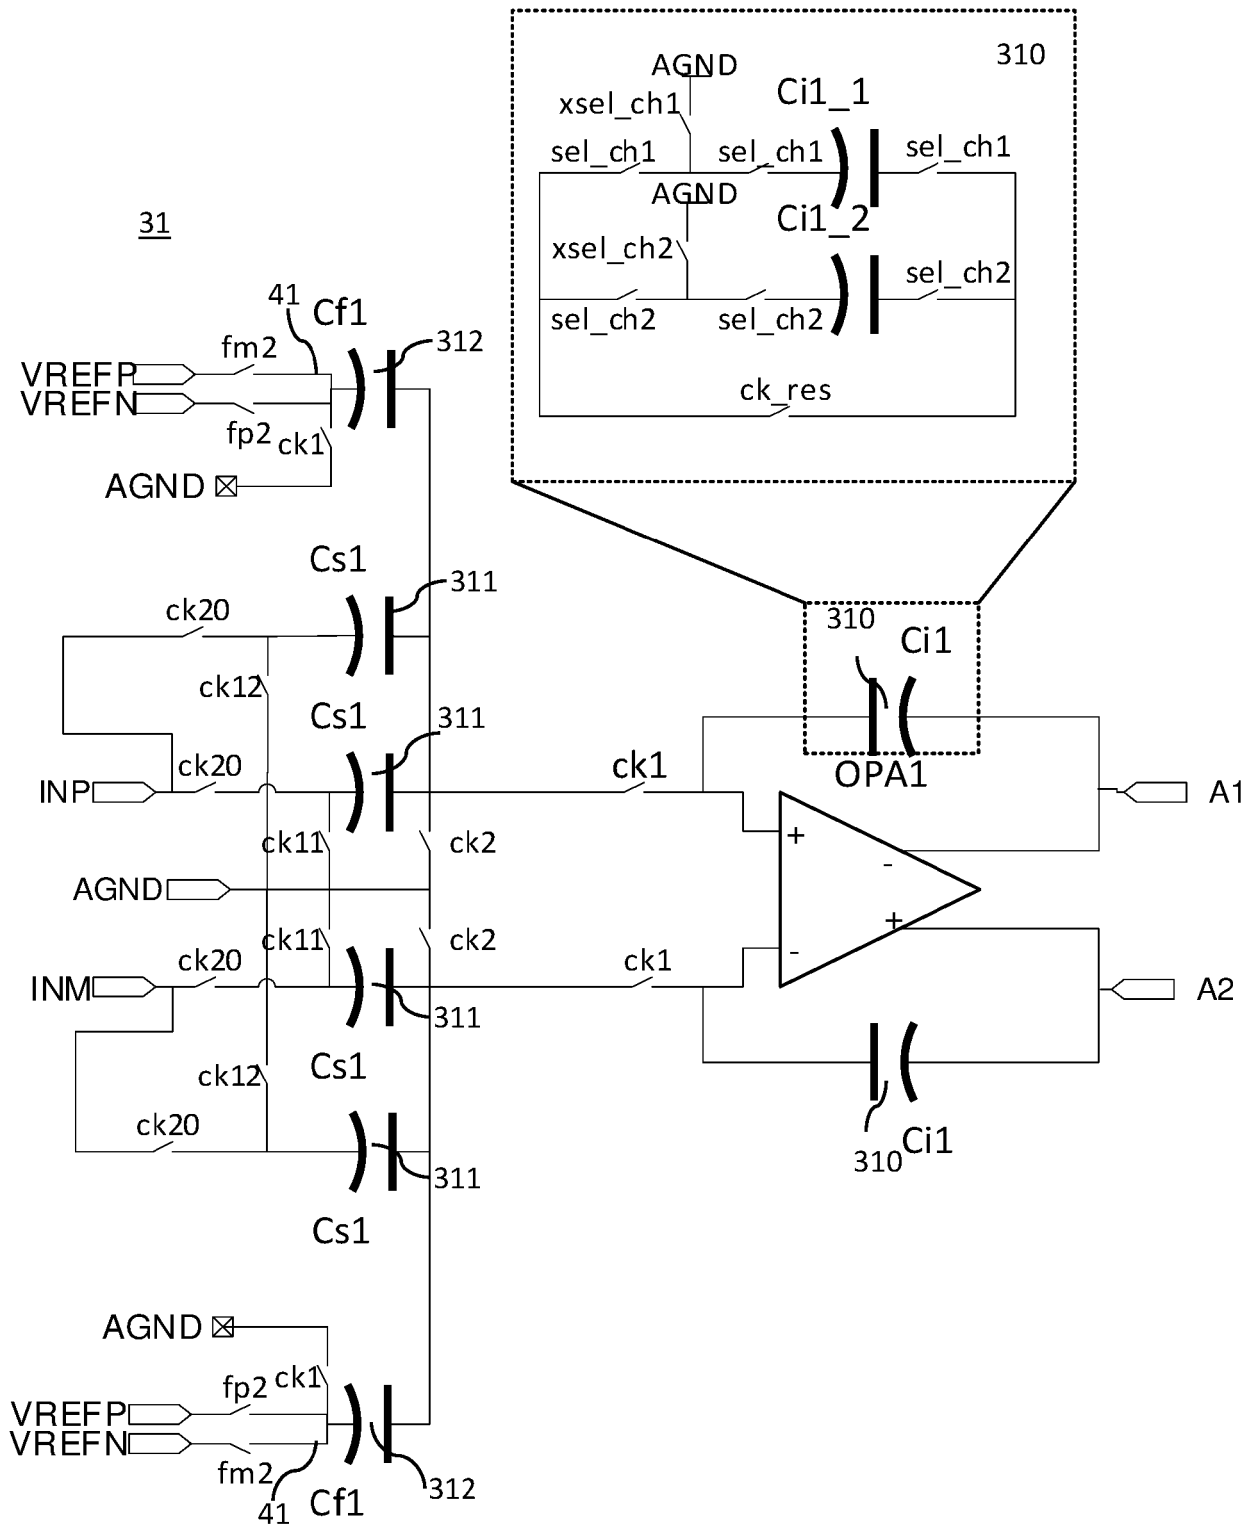 310
AGND
Ci1_1
xsel_ch1
sel_ch1 sel_ch1 sel_ch1
AGND
Ci1_2
31
xsel_ch2
sel_ch2
sel_ch2 sel_ch2
41 Cf1
312
fm2
VREFP
VREFN
fp2 ck1
ck_res
AGND
Cs1
311
ck20
310
Ci1
ck12
Cs1
311
ck20
ck1
OPA1
INP
A1
ck11
ck2
+
-
AGND
+
ck11
ck2
ck20
ck1
-
INM
A2
311
Cs1
ck12
ck20
Ci1
310
311
Cs1
AGND
ck1
fp2
VREFP
VREFN
fm2
312
41 Cf1